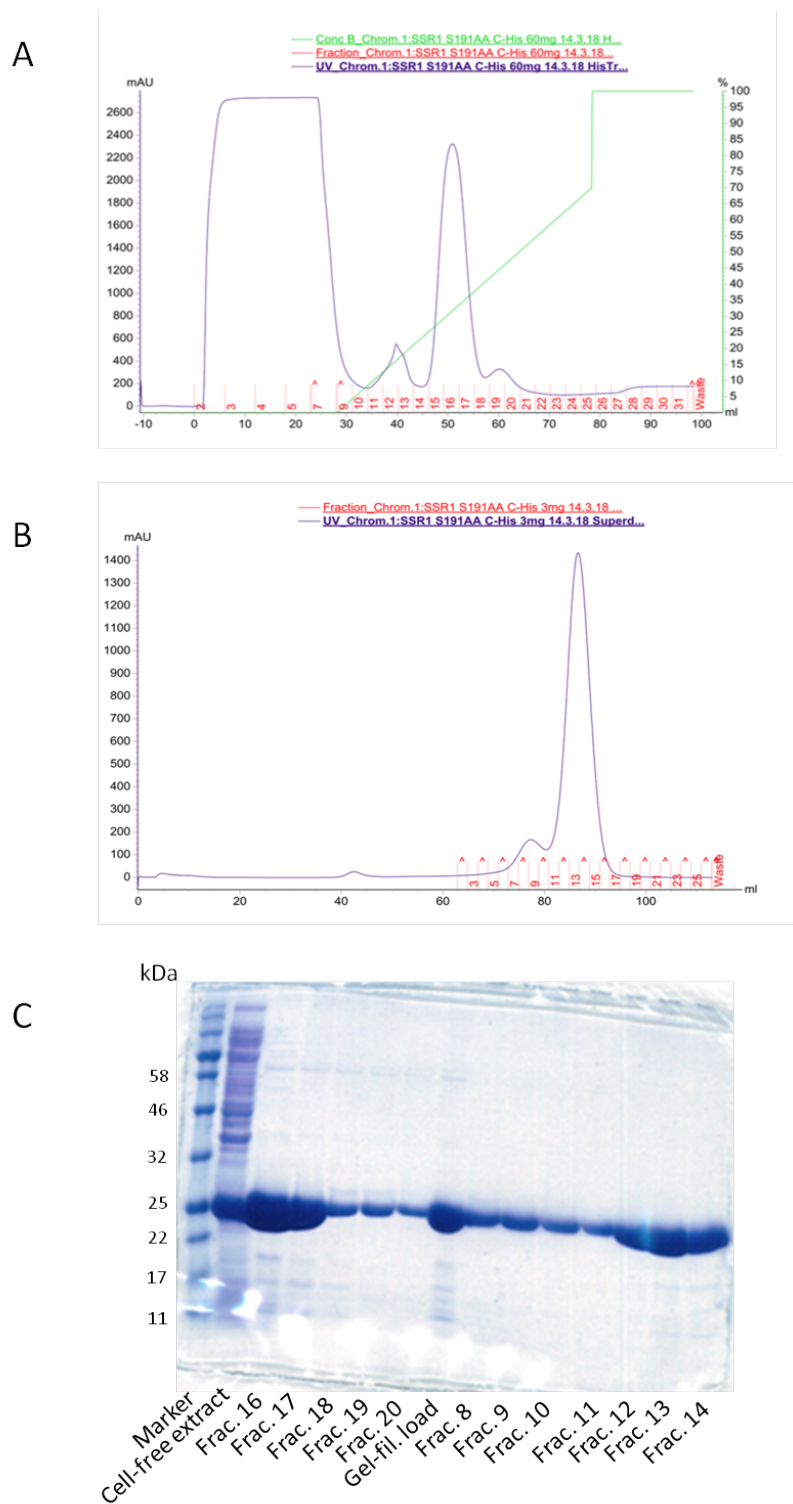 A
Conc B_Chrom.1:SSR1 S191AA C-His 60mg 14.3.18 H...
Fraction_Chrom.1:SSR1 S191AA C-His 60mg 14.3.18...
UV_Chrom.1:SSR1 S191AA C-His 60mg 14.3.18 HisTr...
mAU
%
2600
2400
2200
2000
1800
1600
1400
1200
1000
800
600
400
200
0
100
95
90
85
80
75
70
65
60
55
50
45
40
35
30
25
20
15
10
5
2 3 4 5 7 9 10 11 12 13 14 15 16 17 18 19 20 21 22 23 24 25 26 27 28 29 30 31 Waste
-10 0 10 20 30 40 50 60 70 80 90 100 ml
B
Fraction_Chrom.1:SSR1 S191AA C-His 3mg 14.3.18 ...
UV_Chrom.1:SSR1 S191AA C-His 3mg 14.3.18 Superd...
mAU
1400
1300
1200
1100
1000
900
800
700
600
500
400
300
200
100
0
3 5 7 9 11 13 15 17 19 21 23 25 Waste
0 20 40 60 80 100 ml
C
kDa
58
46
32
25
22
17
11
Marker
Cell-free extract
Frac. 16
Frac. 17
Frac. 18
Frac. 19
Frac. 20
Gel-fil. load
Frac. 8
Frac. 9
Frac. 10
Frac. 11
Frac. 12
Frac. 13
Frac. 14